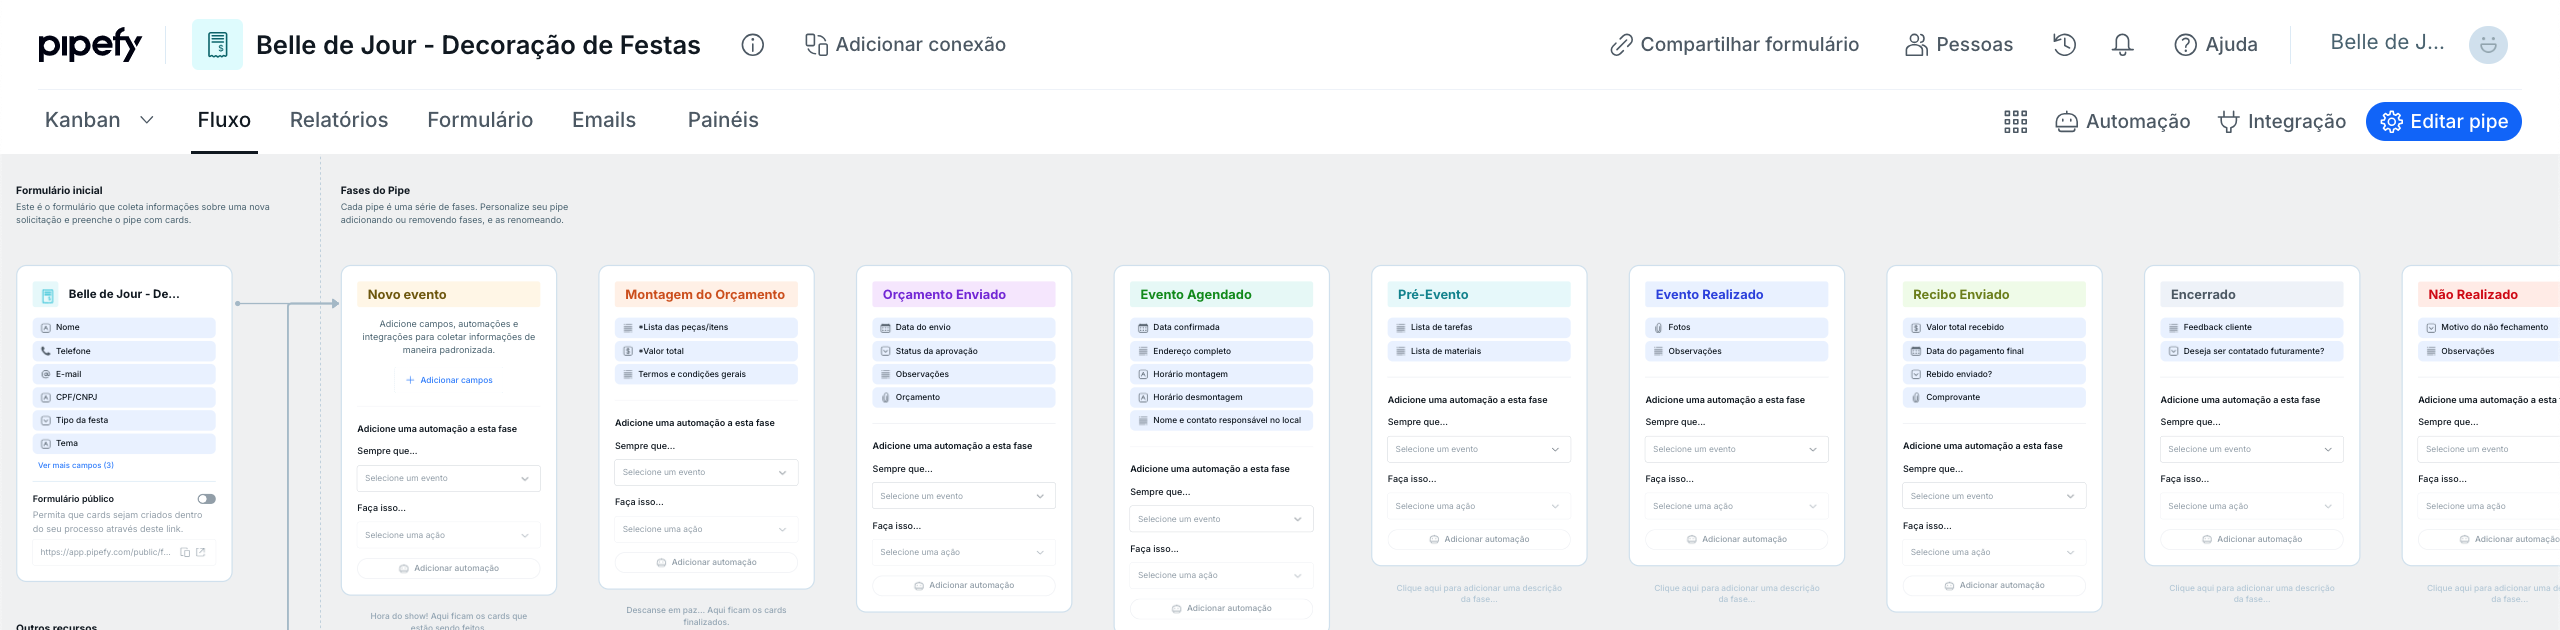 pipefy
Belle de Jour - Decoração de Festas
Adicionar conexão
Compartilhar formulário
Pessoas
Ajuda
Belle de J...
Kanban
Fluxo
Relatórios
Formulário
Emails
Painéis
Automação
Integração
Editar pipe
Formulário inicial
Este é o formulário que coleta informações sobre uma nova
solicitação e preenche o pipe com cards.
Fases do Pipe
Cada pipe é uma série de fases. Personalize seu pipe
adicionando ou removendo fases, e as renomeando.
Belle de Jour - De...
Nome
Telefone
E-mail
CPF/CNPJ
Tipo da festa
Tema
Ver mais campos (3)
Formulário público
Permita que cards sejam criados dentro
do seu processo através deste link.
https://app.pipefy.com/public/f...
Outros recursos
Novo evento
Adicione campos, automações e
integrações para coletar informações de
maneira padronizada.
Adicionar campos
Adicione uma automação a esta fase
Sempre que...
Selecione um evento
Faça isso...
Selecione uma ação
Adicionar automação
Hora do show! Aqui ficam os cards que
estão sendo feitos.
Montagem do Orçamento
*Lista das peças/itens
*Valor total
Termos e condições gerais
Adicione uma automação a esta fase
Sempre que...
Selecione um evento
Faça isso...
Selecione uma ação
Adicionar automação
Descanse em paz... Aqui ficam os cards
finalizados.
Orçamento Enviado
Data do envio
Status da aprovação
Observações
Orçamento
Adicione uma automação a esta fase
Sempre que...
Selecione um evento
Faça isso...
Selecione uma ação
Adicionar automação
Evento Agendado
Data confirmada
Endereço completo
Horário montagem
Horário desmontagem
Nome e contato responsável no local
Adicione uma automação a esta fase
Sempre que...
Selecione um evento
Faça isso...
Selecione uma ação
Adicionar automação
Pré-Evento
Lista de tarefas
Lista de materiais
Adicione uma automação a esta fase
Sempre que...
Selecione um evento
Faça isso...
Selecione uma ação
Adicionar automação
Clique aqui para adicionar uma descrição
da fase...
Evento Realizado
Fotos
Observações
Adicione uma automação a esta fase
Sempre que...
Selecione um evento
Faça isso...
Selecione uma ação
Adicionar automação
Clique aqui para adicionar uma descrição
da fase...
Recibo Enviado
Valor total recebido
Data do pagamento final
Rebido enviado?
Comprovante
Adicione uma automação a esta fase
Sempre que...
Selecione um evento
Faça isso...
Selecione uma ação
Adicionar automação
Encerrado
Feedback cliente
Deseja ser contatado futuramente?
Adicione uma automação a esta fase
Sempre que...
Selecione um evento
Faça isso...
Selecione uma ação
Adicionar automação
Clique aqui para adicionar uma descrição
da fase...
Não Realizado
Motivo do não fechamento
Observações
Adicione uma automação a esta
Sempre que...
Selecione um evento
Faça isso...
Selecione uma ação
Adicionar automação
Clique aqui para adicionar uma
da fase...